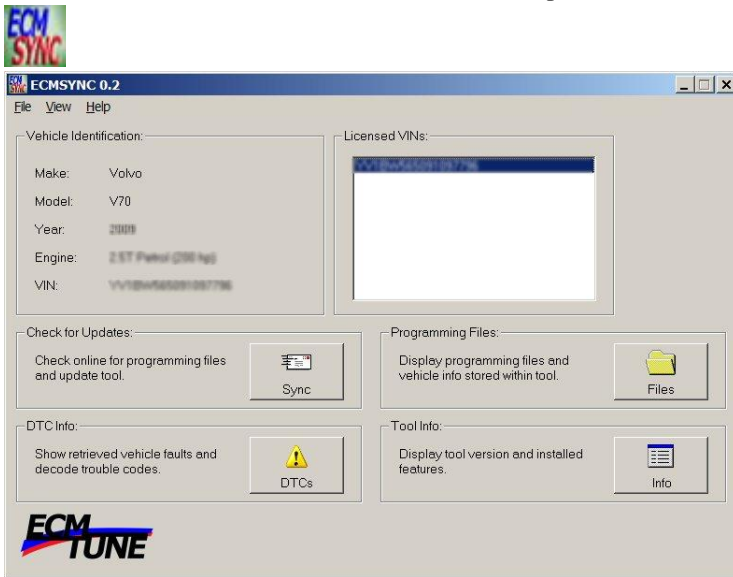 ECM
SYNC
ECMSYNC 0.2
File View Help
Vehicle Identification:
Make: Volvo
Model: V70
Year:
Engine:
VIN:
Licensed VINs:
Check for Updates:
Check online for programming files
and update tool.
Sync
Programming Files:
Display programming files and
vehicle info stored within tool.
Files
DTC Info:
Show retrieved vehicle faults and
decode trouble codes.
DTCs
Tool Info:
Display tool version and installed
features.
Info
ECM
TUNE